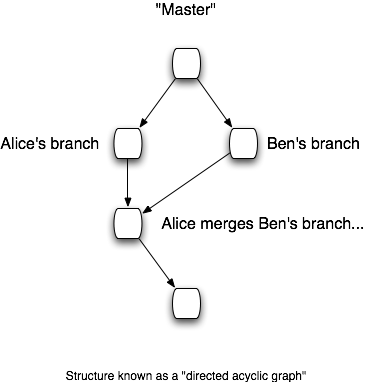 "Master"
Alice's branch
Ben's branch
Alice merges Ben's branch...
Structure known as a "directed acyclic graph"